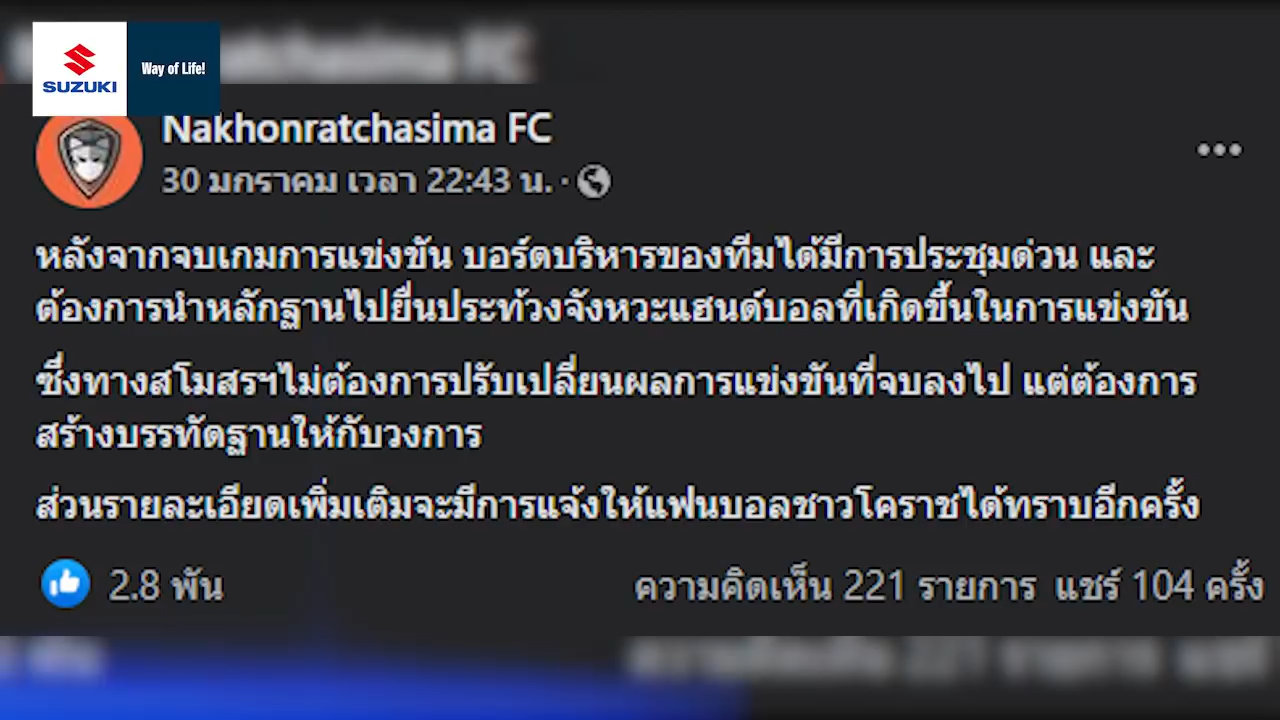 SUZUKI
Way of Life!
Nakhonratchasima FC
30 มกราคม เวลา 22:43 น. ·
หลังจากจบเกมการแข่งขัน บอร์ดบริหารของทีมได้มีการประชุมด่วน และ
ต้องการนำหลักฐานไปยื่นประท้วงจังหวะแฮนด์บอลที่เกิดขึ้นในการแข่งขัน
ซึ่งทางสโมสรฯไม่ต้องการปรับเปลี่ยนผลการแข่งขันที่จบลงไป แต่ต้องการ
สร้างบรรทัดฐานให้กับวงการ
ส่วนรายละเอียดเพิ่มเติมจะมีการแจ้งให้แฟนบอลชาวโคราชได้ทราบอีกครั้ง
2.8 พัน
ความคิดเห็น 221 รายการ แชร์ 104 ครั้ง